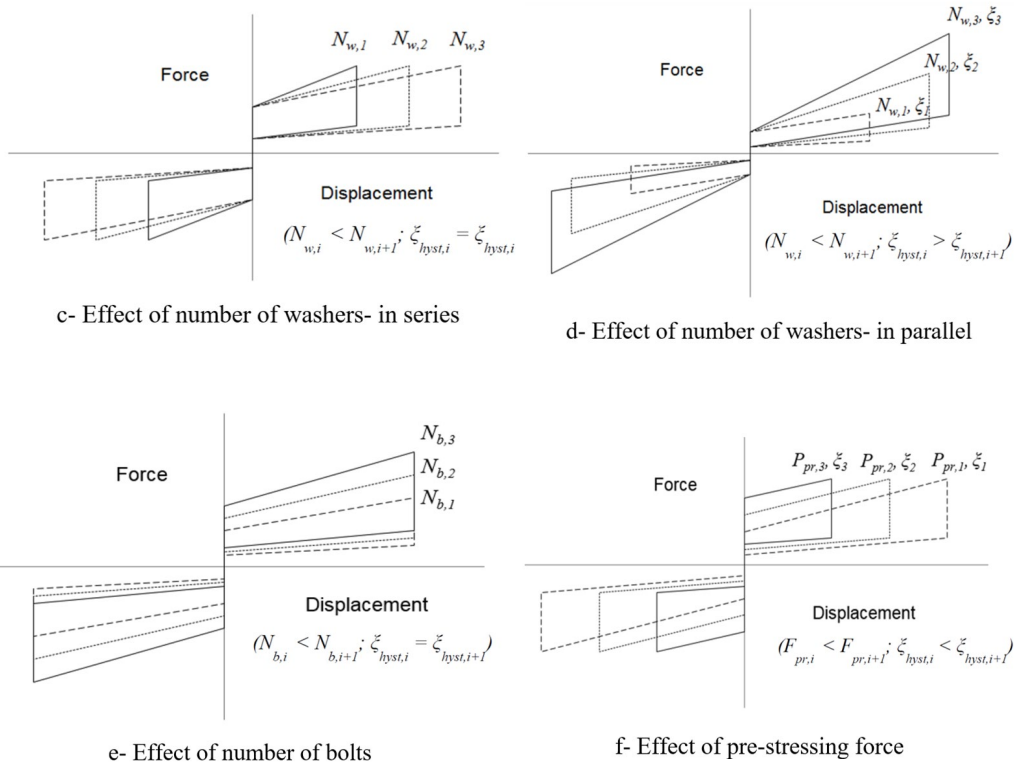 N_{w,1} N_{w,2} N_{w,3}
Force
Displacement
(N_{w,i} < N_{w,i+1}; ξ_{hyst,i} = ξ_{hyst,i}
c- Effect of number of washers- in series
N_{w,3}, ξ_3
N_{w,2}, ξ_2
N_{w,1}, ξ_1
Force
Displacement
(N_{w,i} < N_{w,i+1}; ξ_{hyst,i} > ξ_{hyst,i+1})
d- Effect of number of washers- in parallel
N_{b,3}
N_{b,2}
N_{b,1}
Force
Displacement
(N_{b,i} < N_{b,i+1}; ξ_{hyst,i} = ξ_{hyst,i+1})
e- Effect of number of bolts
P_{pr,3}, ξ_3 P_{pr,2}, ξ_2 P_{pr,1}, ξ_1
Force
Displacement
(F_{pr,i} < F_{pr,i+1}; ξ_{hyst,i} < ξ_{hyst,i+1})
f- Effect of pre-stressing force